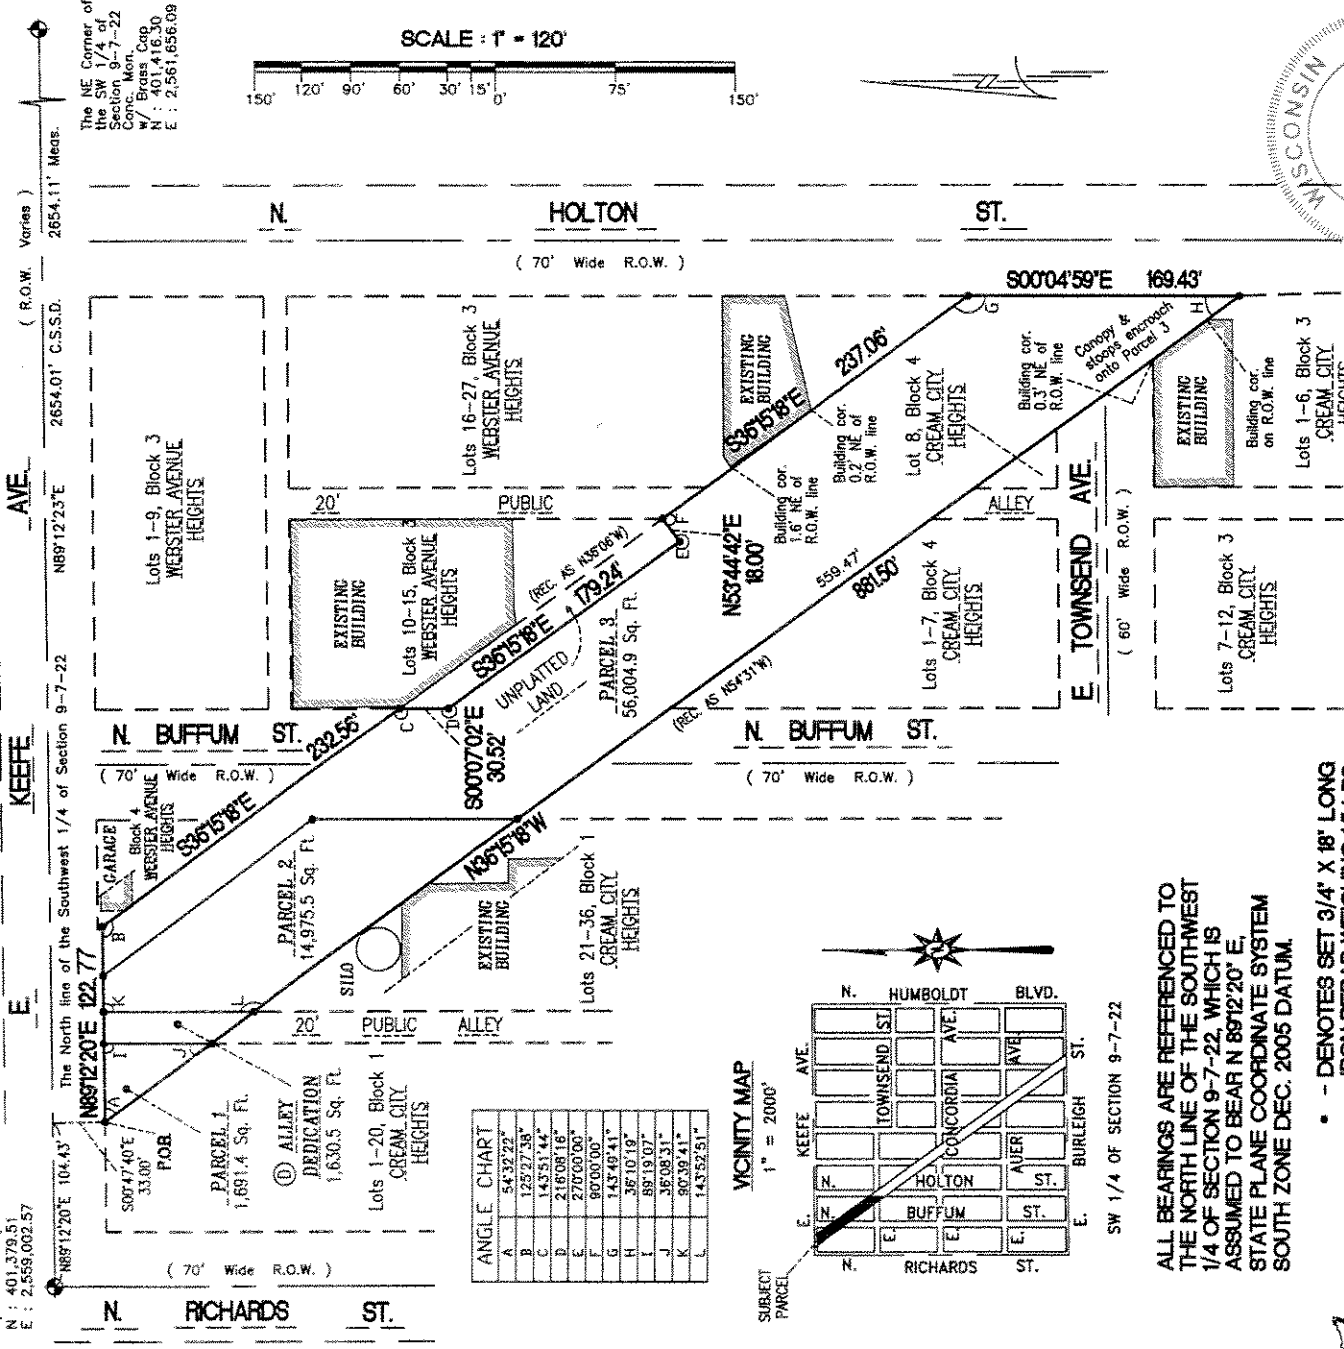 The NE Corner of
the SW 1/4 of
Section 9-7-22
Conc. Mon.
w/ Brass Cap
N : 401,416.30
E : 2,561,656.09
SCALE : 1" = 120'
150' 120' 90' 60' 30' 15' 0' 75' 150'
WISCONSIN
E. KEEFE AVE.
( R.O.W. Varies )
The North line of the Southwest 1/4 of Section 9-7-22
N89°12'23"E 2654.01' C.S.S.D.
2654.11' Meas.
N. HOLTON ST.
( 70' Wide R.O.W. )
S00°04'59"E 169.43'
Lots 1-9, Block 3
WEBSTER AVENUE
HEIGHTS
Lots 16-27, Block 3
WEBSTER AVENUE
HEIGHTS
EXISTING
BUILDING
237.06'
S36°15'18"E
G
H
Canopy &
stoops encroach
onto Parcel 3
Building cor.
0.3' NE of
R.O.W. line
EXISTING
BUILDING
Building cor.
on R.O.W. line
Lots 1-6, Block 3
CREAM CITY
HEIGHTS
Building cor.
0.2' NE of
R.O.W. line
Building cor.
1.6' NE of
R.O.W. line
Lot 8, Block 4
CREAM CITY
HEIGHTS
20' PUBLIC
ALLEY
EXISTING
BUILDING
Lots 10-15, Block 3
WEBSTER AVENUE
HEIGHTS
(REC. AS N36°06'W)
S36°15'18"E 179.24'
F
E
N53°44'42"E
18.00'
559.47'
881.50'
UNPLATTED
LAND
PARCEL 3
56,004.9 Sq. Ft.
Lots 1-7, Block 4
CREAM CITY
HEIGHTS
E. TOWNSEND AVE.
( 60' Wide R.O.W. )
Lots 7-12, Block 3
CREAM CITY
HEIGHTS
(REC. AS N54°31'W)
C
D
S00°07'02"E
30.52'
N. BUFFUM ST.
( 70' Wide R.O.W. )
N. BUFFUM ST.
( 70' Wide R.O.W. )
S36°15'18"E 232.56'
GARAGE
Block 4
WEBSTER AVENUE
HEIGHTS
N36°15'18"W
PARCEL 2
14,975.5 Sq. Ft.
SILO
EXISTING
BUILDING
Lots 21-36, Block 1
CREAM CITY
HEIGHTS
B
K
L
I
J
A
N89°12'20"E 122.77
20' PUBLIC ALLEY
S00°47'40"E
33.00'
P.O.B.
PARCEL 1
1,691.4 Sq. Ft.
D ALLEY
DEDICATION
1,630.5 Sq. Ft.
Lots 1-20, Block 1
CREAM CITY
HEIGHTS
N89°12'20"E 104.43'
N : 401,379.51
E : 2,559,002.57
( 70' Wide R.O.W. )
N. RICHARDS ST.
ANGLE CHART
A 54°32'22"
B 125°27'38"
C 143°51'44"
D 216°08'16"
E 270°00'00"
F 90°00'00"
G 143°49'41"
H 36°10'19"
I 89°19'07"
J 36°08'31"
K 90°39'41"
L 143°52'51"
VICINITY MAP
1" = 2000'
N. HUMBOLDT BLVD.
E. KEEFE AVE.
E. TOWNSEND ST.
E. CONCORDIA AVE.
E. AUER AVE.
E. BURLEIGH ST.
N. HOLTON ST.
N. BUFFUM ST.
N. RICHARDS ST.
SUBJECT
PARCEL
SW 1/4 OF SECTION 9-7-22
ALL BEARINGS ARE REFERENCED TO
THE NORTH LINE OF THE SOUTHWEST
1/4 OF SECTION 9-7-22, WHICH IS
ASSUMED TO BEAR N 89°12'20" E,
STATE PLANE COORDINATE SYSTEM
SOUTH ZONE DEC. 2005 DATUM.
• - DENOTES SET 3/4" X 18" LONG